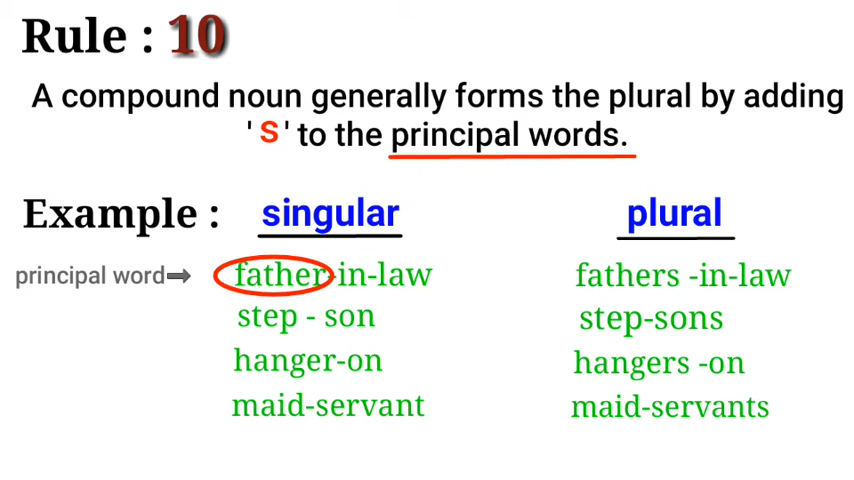 Rule : 10
A compound noun generally forms the plural by adding
' S ' to the principal words.
Example : singular plural
principal word➞ father-in-law fathers -in-law
step - son step-sons
hanger-on hangers -on
maid-servant maid-servants